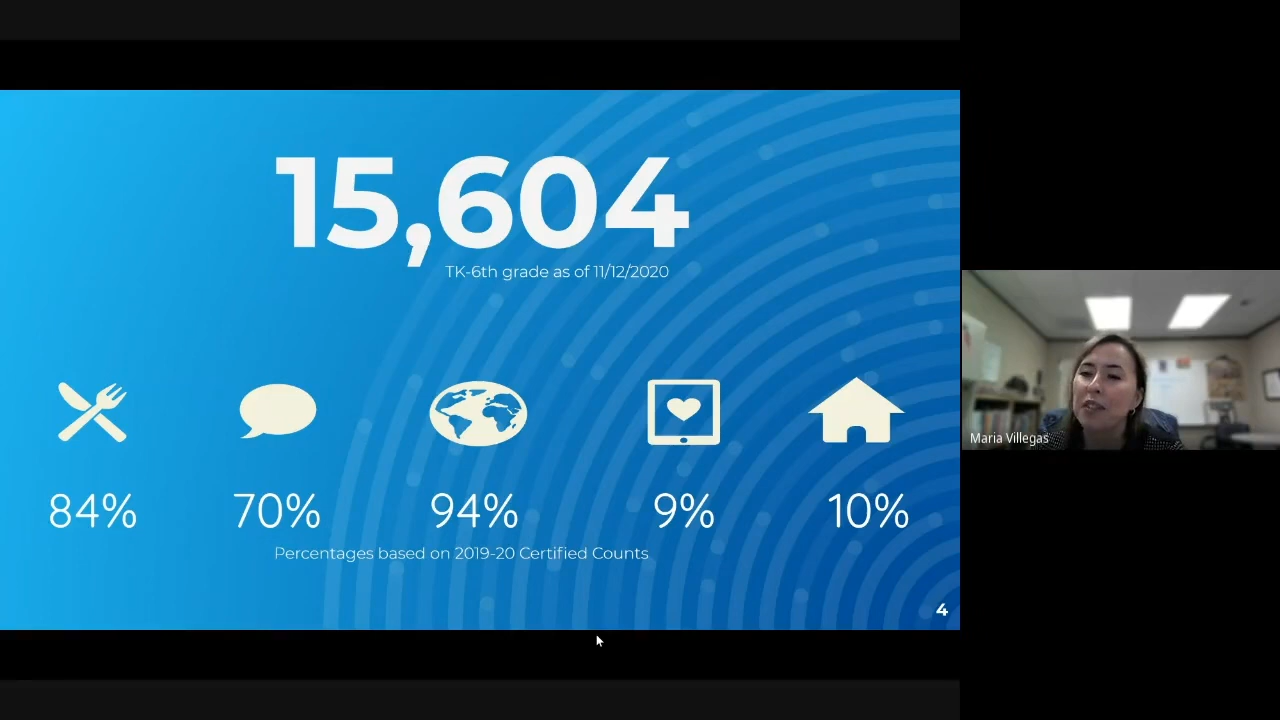 15,604
TK-6th grade as of 11/12/2020
84% 70% 94% 9% 10%
Percentages based on 2019-20 Certified Counts
4
Maria Villegas